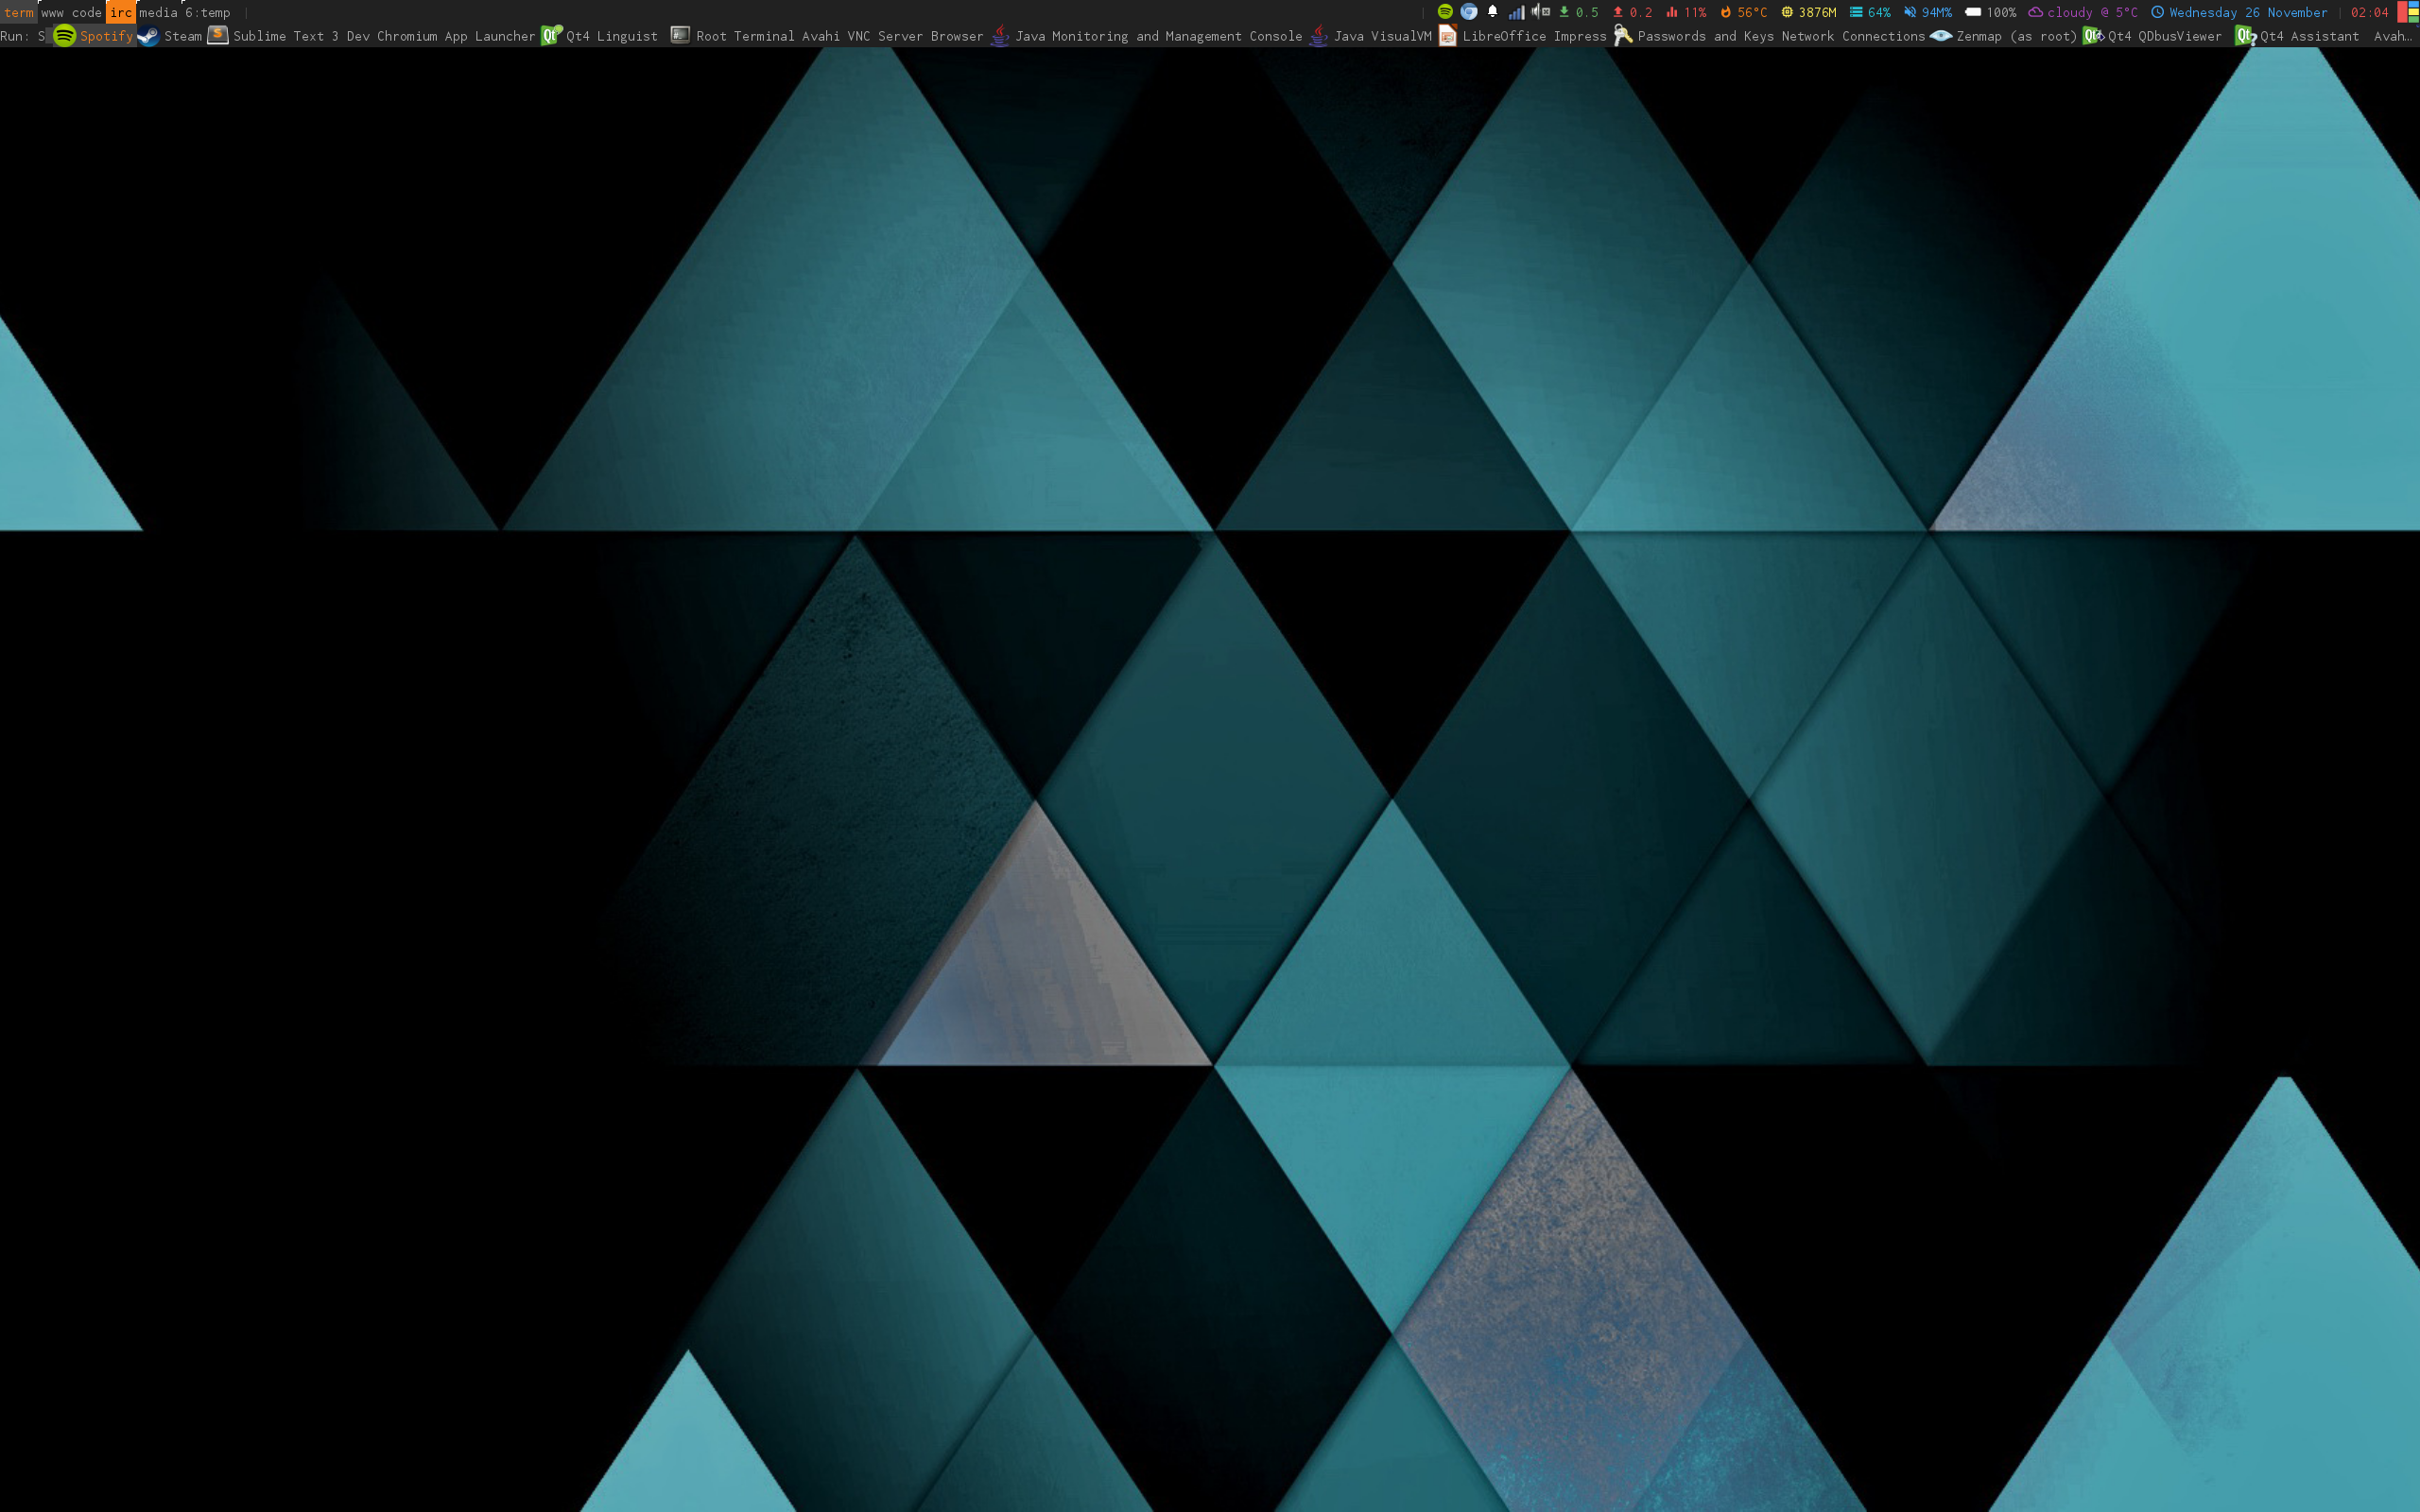 term www code irc media 6:temp | | 0.5 0.2 11% 56°C 3876M 64% 94M% 100% cloudy @ 5°C Wednesday 26 November | 02:04
Run: S Spotify Steam Sublime Text 3 Dev Chromium App Launcher Qt4 Linguist Root Terminal Avahi VNC Server Browser Java Monitoring and Management Console Java VisualVM LibreOffice Impress Passwords and Keys Network Connections Zenmap (as root) Qt4 QDbusViewer Qt4 Assistant Avah…